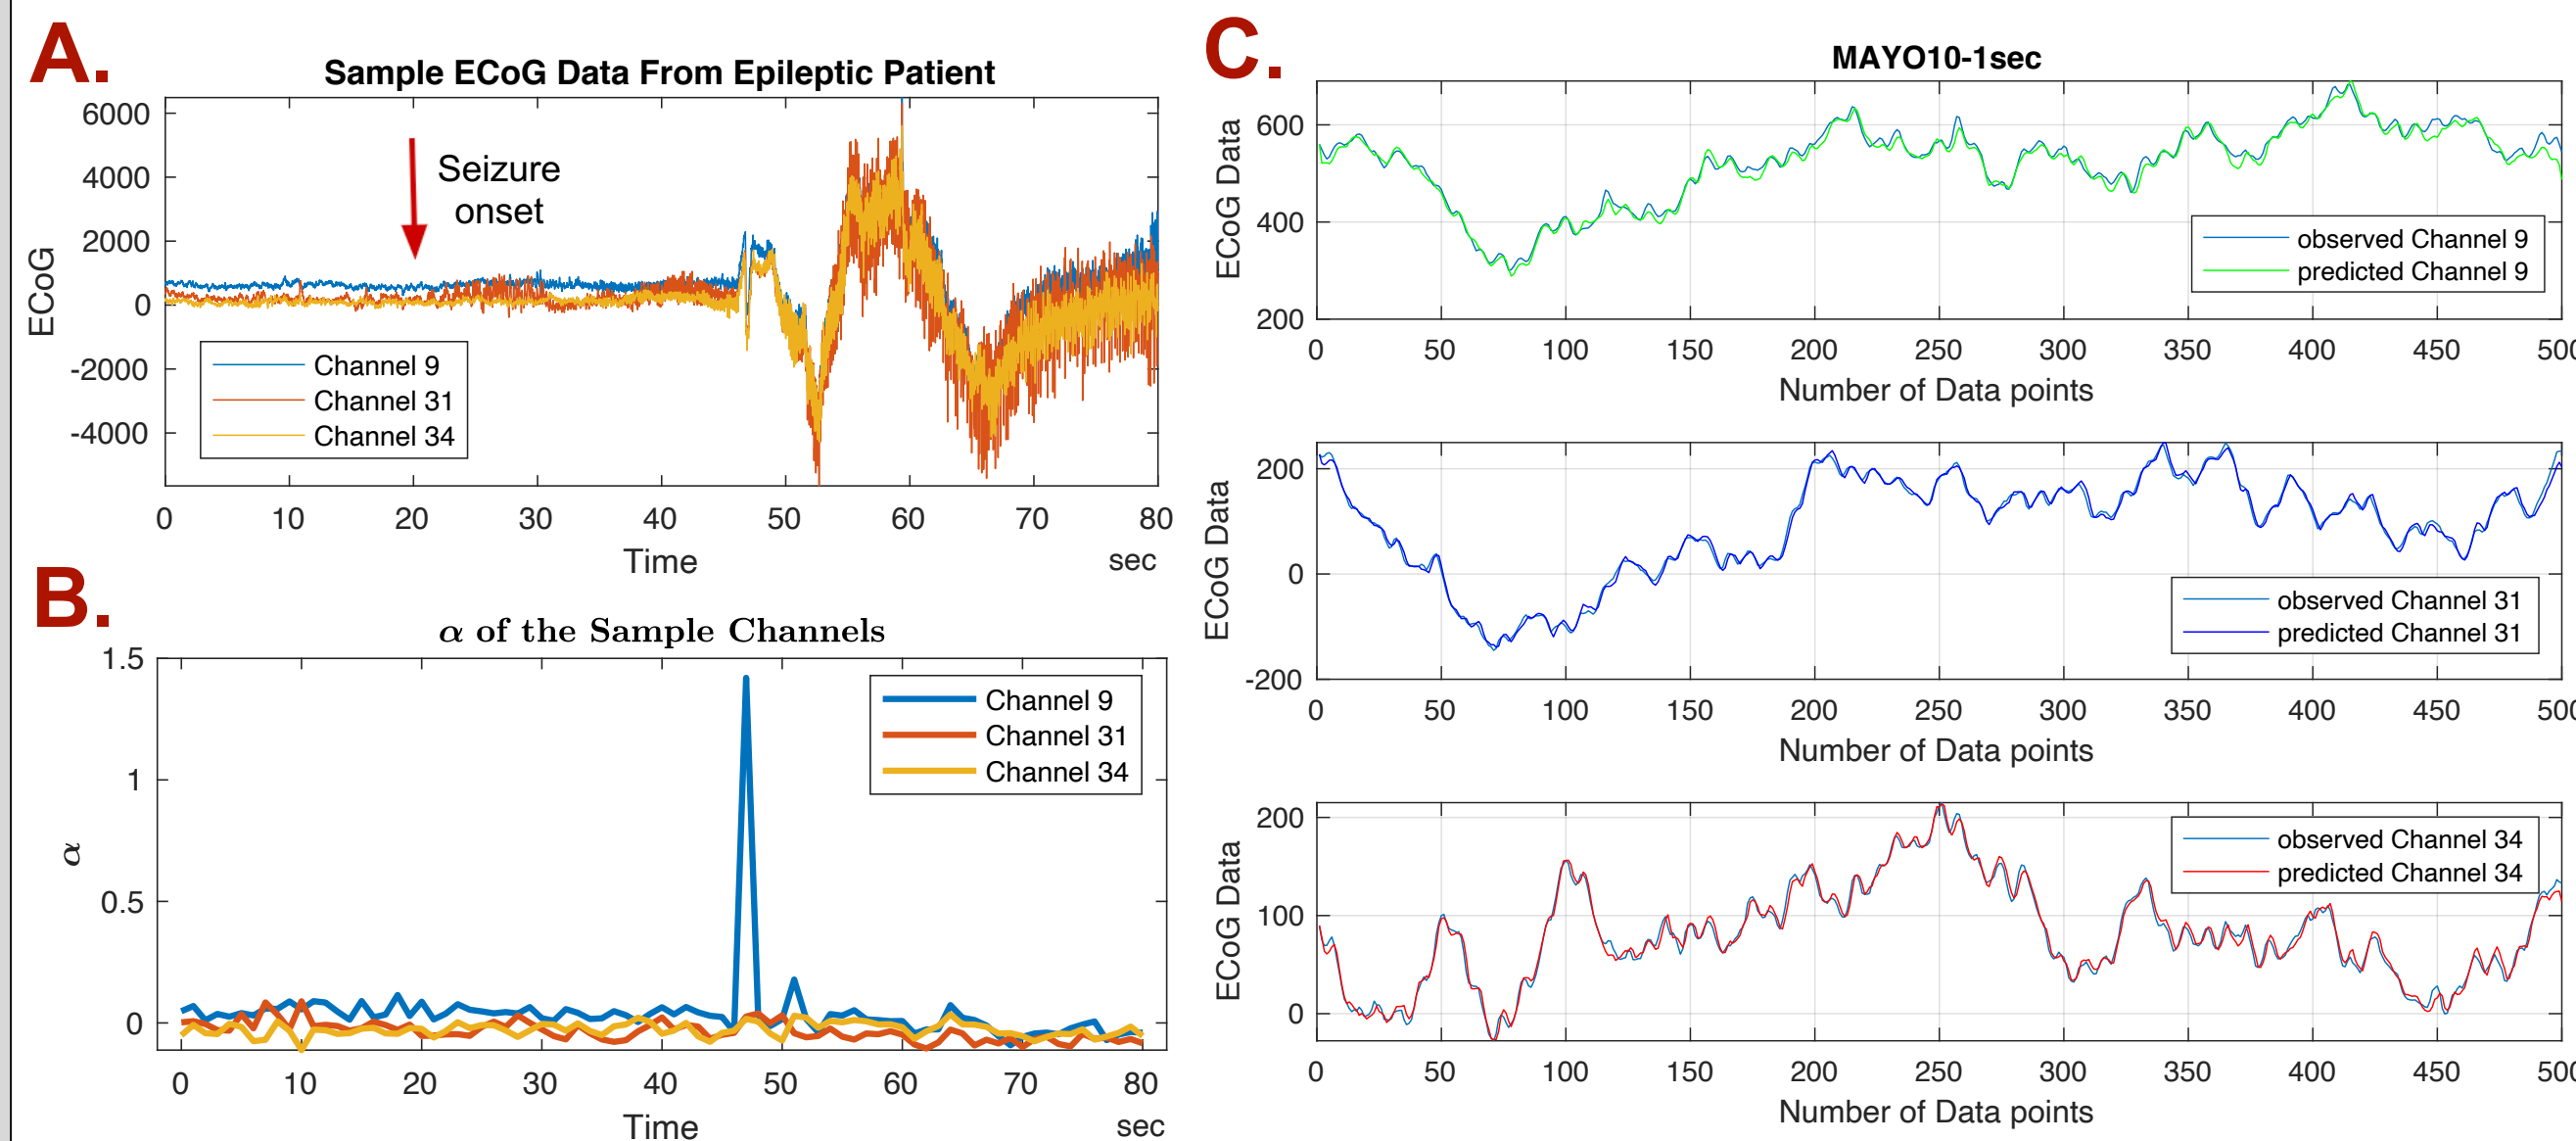 A.
Sample ECoG Data From Epileptic Patient
6000
4000
2000
0
-2000
-4000
ECoG
Seizure
onset
Channel 9
Channel 31
Channel 34
0 10 20 30 40 50 60 70 80
Time
sec
B.
α of the Sample Channels
1.5
1
0.5
0
α
Channel 9
Channel 31
Channel 34
0 10 20 30 40 50 60 70 80
Time
sec
C.
MAYO10-1sec
600
400
200
ECoG Data
observed Channel 9
predicted Channel 9
0 50 100 150 200 250 300 350 400 450 500
Number of Data points
200
0
-200
ECoG Data
observed Channel 31
predicted Channel 31
0 50 100 150 200 250 300 350 400 450 500
Number of Data points
200
100
0
ECoG Data
observed Channel 34
predicted Channel 34
0 50 100 150 200 250 300 350 400 450 500
Number of Data points